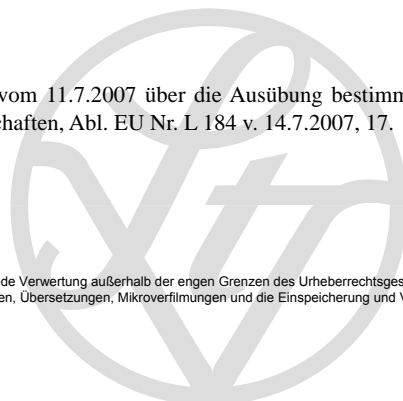 vom 11.7.2007 über die Ausübung bestimm
chaften, Abl. EU Nr. L 184 v. 14.7.2007, 17.
de Verwertung außerhalb der engen Grenzen des Urheberrechtsges
en, Übersetzungen, Mikroverfilmungen und die Einspeicherung und V